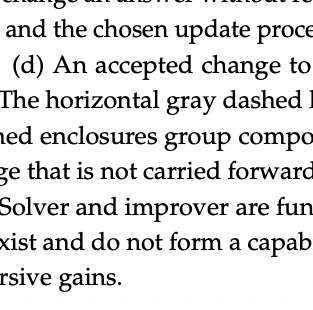 and the chosen update proce
(d) An accepted change to
The horizontal gray dashed
ned enclosures group compo
ge that is not carried forward
Solver and improver are fun
xist and do not form a capab
rsive gains.